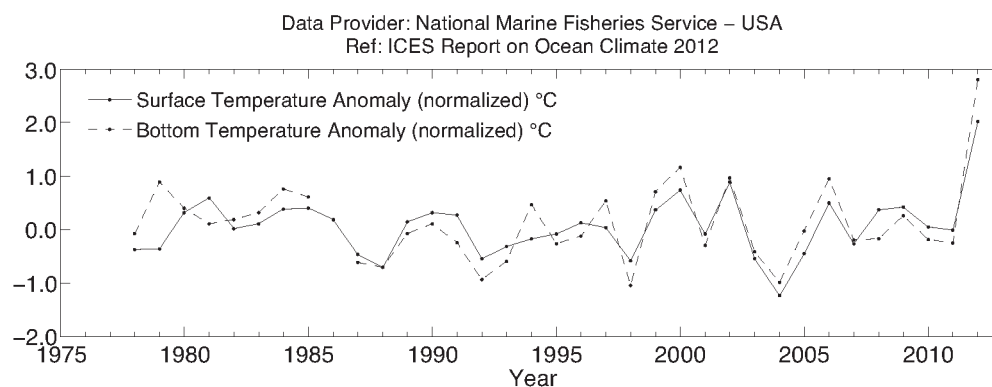 Data Provider: National Marine Fisheries Service – USA
Ref: ICES Report on Ocean Climate 2012
3.0
Surface Temperature Anomaly (normalized) °C
2.0
Bottom Temperature Anomaly (normalized) °C
1.0
0.0
−1.0
−2.0
1975 1980 1985 1990 1995 2000 2005 2010
Year